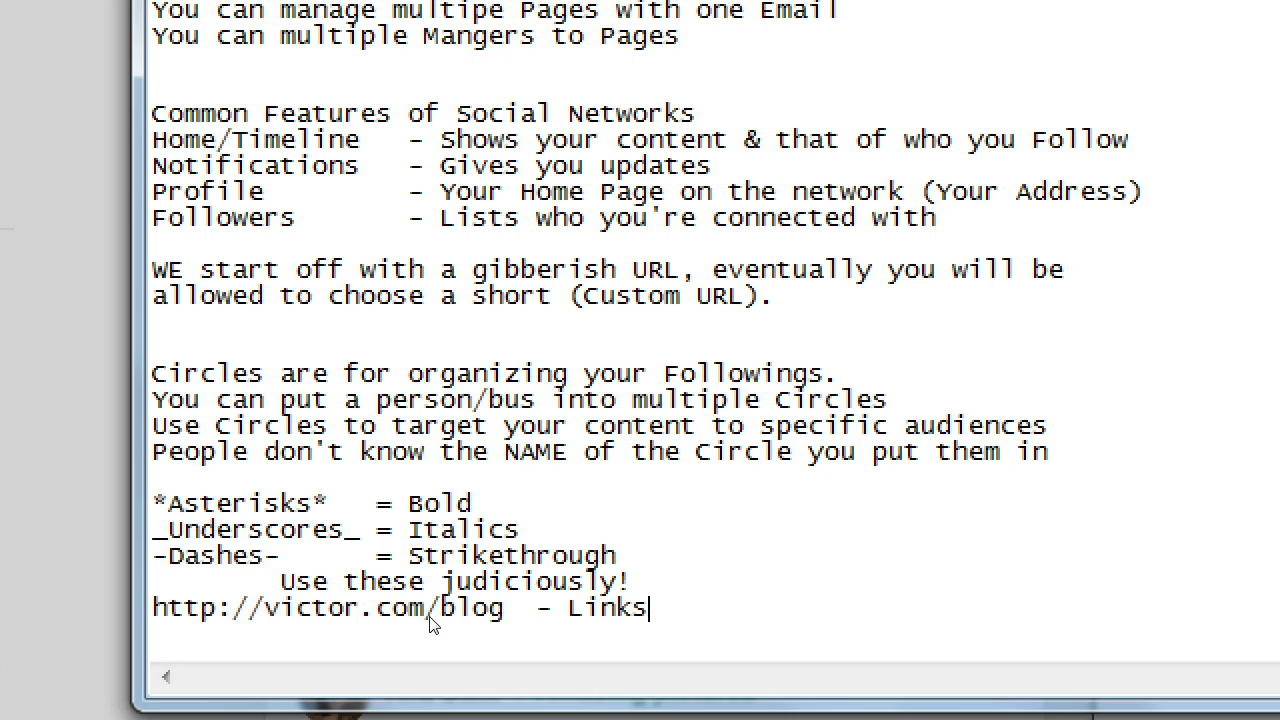 You can manage multipe Pages with one Email
You can multiple Mangers to Pages
Common Features of Social Networks
Home/Timeline – Shows your content & that of who you Follow
Notifications – Gives you updates
Profile – Your Home Page on the network (Your Address)
Followers – Lists who you're connected with
WE start off with a gibberish URL, eventually you will be
allowed to choose a short (Custom URL).
Circles are for organizing your Followings.
You can put a person/bus into multiple Circles
Use Circles to target your content to specific audiences
People don't know the NAME of the Circle you put them in
*Asterisks* = Bold
_Underscores_ = Italics
-Dashes- = Strikethrough
Use these judiciously!
http://victor.com/blog – Links